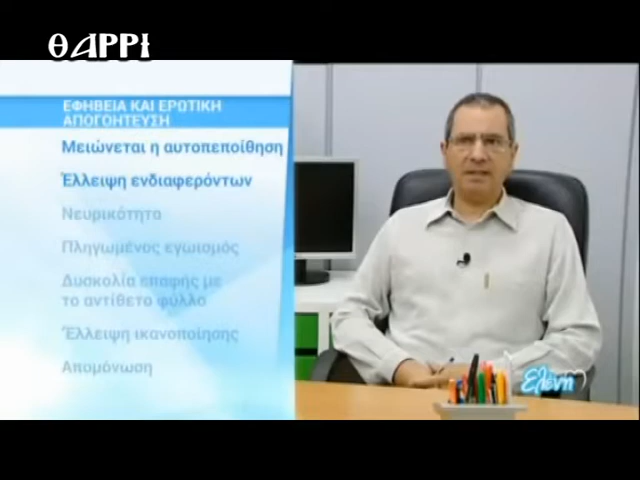 ΘΑΡΡΙ
ΕΦΗΒΕΙΑ ΚΑΙ ΕΡΩΤΙΚΗ
ΑΠΟΓΟΗΤΕΥΣΗ
Μειώνεται η αυτοπεποίθηση
Έλλειψη ενδιαφερόντων
Νευρικότητα
Πληγωμένος εγωισμός
Δυσκολία επαφής με
το αντίθετο φύλλο
Έλλειψη ικανοποίησης
Απομόνωση
Ελένη